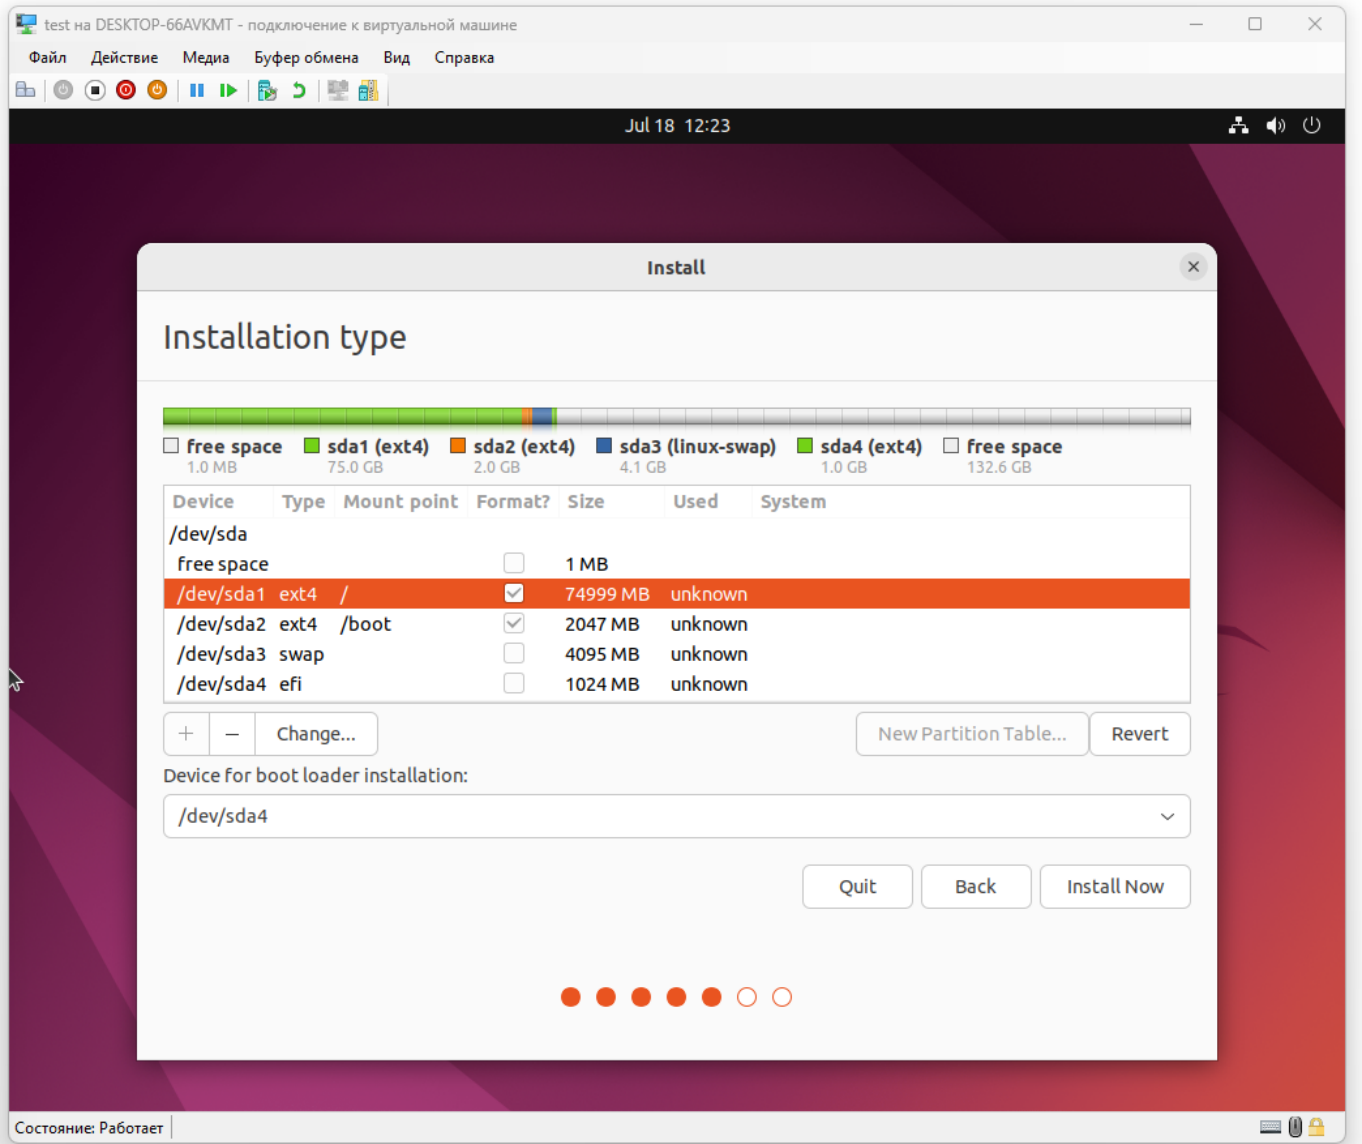 test на DESKTOP-66AVKMT - подключение к виртуальной машине
Файл Действие Медиа Буфер обмена Вид Справка
Jul 18 12:23
Install
Installation type
free space sda1 (ext4) sda2 (ext4) sda3 (linux-swap) sda4 (ext4) free space
1.0 MB 75.0 GB 2.0 GB 4.1 GB 1.0 GB 132.6 GB
Device Type Mount point Format? Size Used System
/dev/sda
free space 1 MB
/dev/sda1 ext4 / 74999 MB unknown
/dev/sda2 ext4 /boot 2047 MB unknown
/dev/sda3 swap 4095 MB unknown
/dev/sda4 efi 1024 MB unknown
+ − Change... New Partition Table... Revert
Device for boot loader installation:
/dev/sda4
Quit Back Install Now
Состояние: Работает